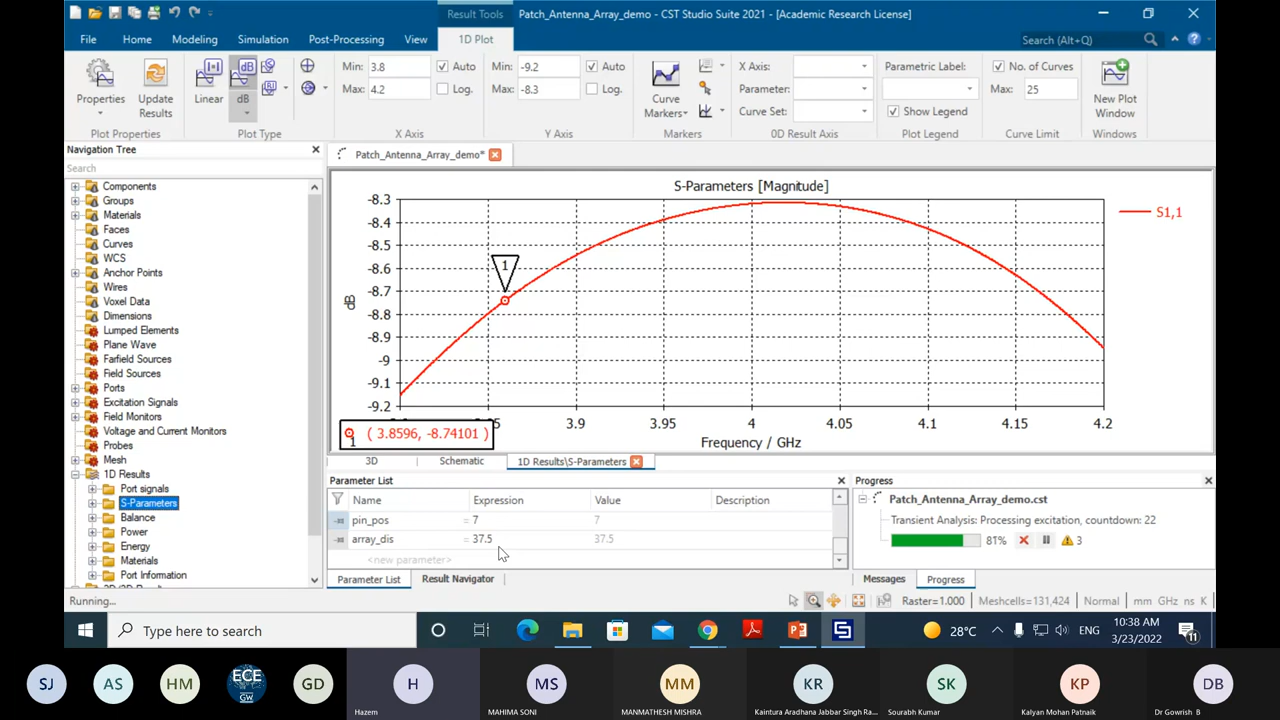 Result Tools
Patch_Antenna_Array_demo - CST Studio Suite 2021 - [Academic Research License]
File Home Modeling Simulation Post-Processing View 1D Plot
Search (Alt+Q)
Min: 3.8 Auto
Max: 4.2 Log.
Min: -9.2 Auto
Max: -8.3 Log.
X Axis:
Parameter:
Curve Set:
Parametric Label:
Show Legend
No. of Curves
Max: 25
Properties
Update Results
Linear
dB
Curve Markers
New Plot Window
Plot Properties Plot Type X Axis Y Axis Markers 0D Result Axis Plot Legend Curve Limit Windows
Navigation Tree
Search
Components
Groups
Materials
Faces
Curves
WCS
Anchor Points
Wires
Voxel Data
Dimensions
Lumped Elements
Plane Wave
Farfield Sources
Field Sources
Ports
Excitation Signals
Field Monitors
Voltage and Current Monitors
Probes
Mesh
1D Results
Port signals
S-Parameters
Balance
Power
Energy
Materials
Port Information
Patch_Antenna_Array_demo*
S-Parameters [Magnitude]
S1,1
-8.3
-8.4
-8.5
-8.6
-8.7
-8.8
-8.9
-9
-9.1
-9.2
dB
1
3.9 3.95 4 4.05 4.1 4.15 4.2
1 ( 3.8596, -8.74101 )
Frequency / GHz
3D Schematic 1D Results\S-Parameters
Parameter List
Name Expression Value Description
pin_pos = 7 7
array_dis = 37.5 37.5
<new parameter>
Parameter List Result Navigator
Progress
Patch_Antenna_Array_demo.cst
Transient Analysis: Processing excitation, countdown: 22
81% 3
Messages Progress
Running...
Raster=1.000 Meshcells=131,424 Normal mm GHz ns K
Type here to search
28°C
ENG
10:38 AM
3/23/2022
11
SJ AS HM ECE GW GD H MS MM KR SK KP DB
Hazem
MAHIMA SONI
MANMATHESH MISHRA
Kaintura Aradhana Jabbar Singh Ra...
Sourabh Kumar
Kalyan Mohan Patnaik
Dr Gowrish B